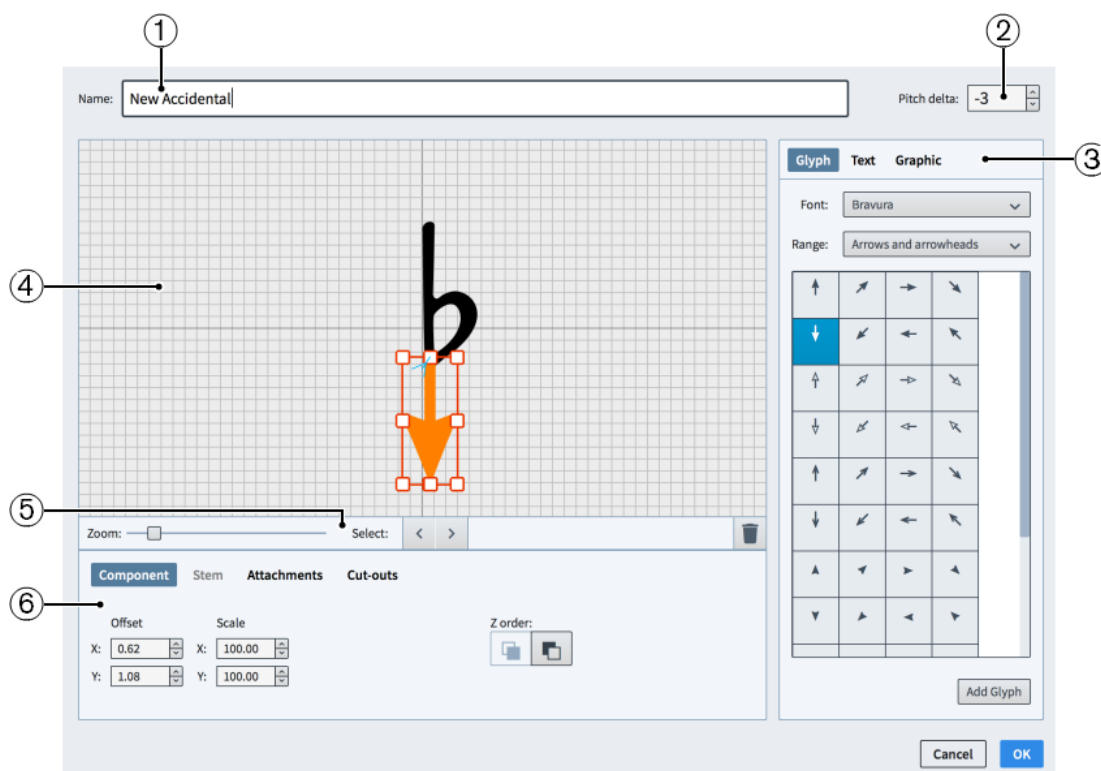 ① ②
Name: New Accidental Pitch delta: -3
③
Glyph Text Graphic
Font: Bravura
Range: Arrows and arrowheads
④
⑤
Zoom: Select: < >
Component Stem Attachments Cut-outs
⑥
Offset Scale Z order:
X: 0.62 X: 100.00
Y: 1.08 Y: 100.00
Add Glyph
Cancel OK